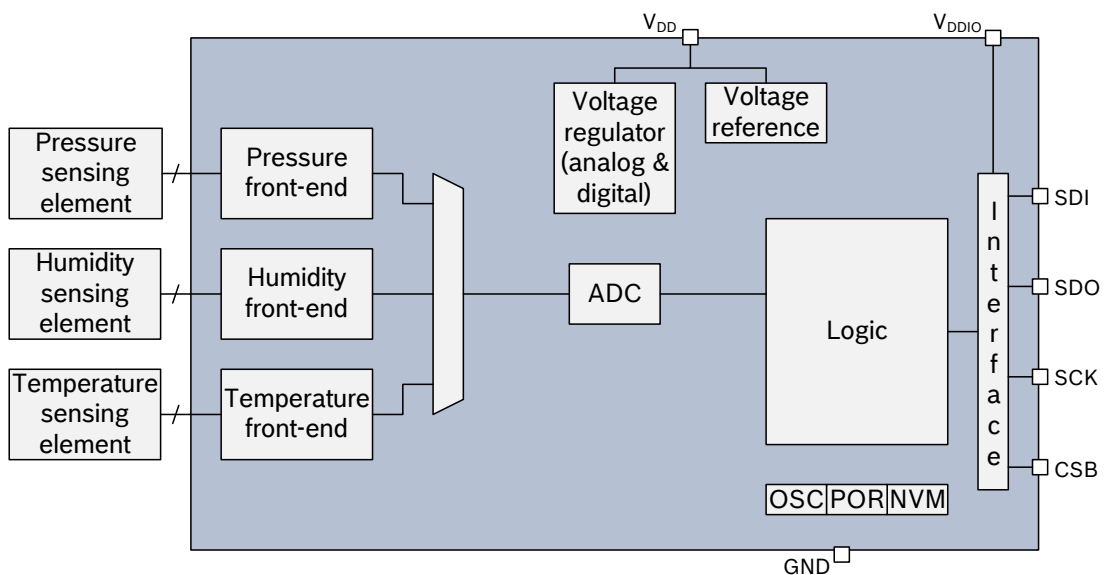 VDD
VDDIO
Voltage
regulator
(analog &
digital)
Voltage
reference
Pressure
sensing
element
Pressure
front-end
Humidity
sensing
element
Humidity
front-end
Temperature
sensing
element
Temperature
front-end
ADC
Logic
OSC POR NVM
Interface
SDI
SDO
SCK
CSB
GND